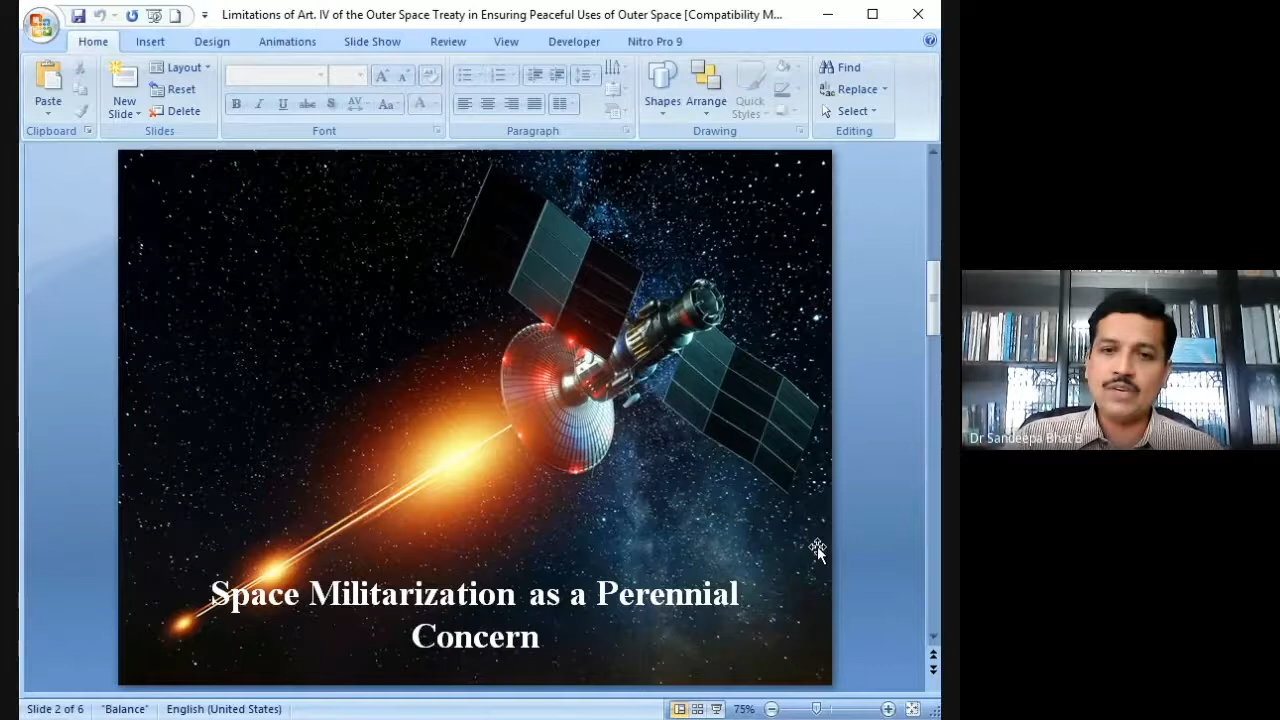 Limitations of Art. IV of the Outer Space Treaty in Ensuring Peaceful Uses of Outer Space [Compatibility M...
Home Insert Design Animations Slide Show Review View Developer Nitro Pro 9
Paste
Clipboard
New
Slide
Layout
Reset
Delete
Slides
B I U abc S AV Aa A
A A
Font
Paragraph
Shapes Arrange Quick
Styles
Drawing
Find
Replace
Select
Editing
Space Militarization as a Perennial
Concern
Dr Sandeepa Bhat B
Slide 2 of 6 "Balance" English (United States) 75%